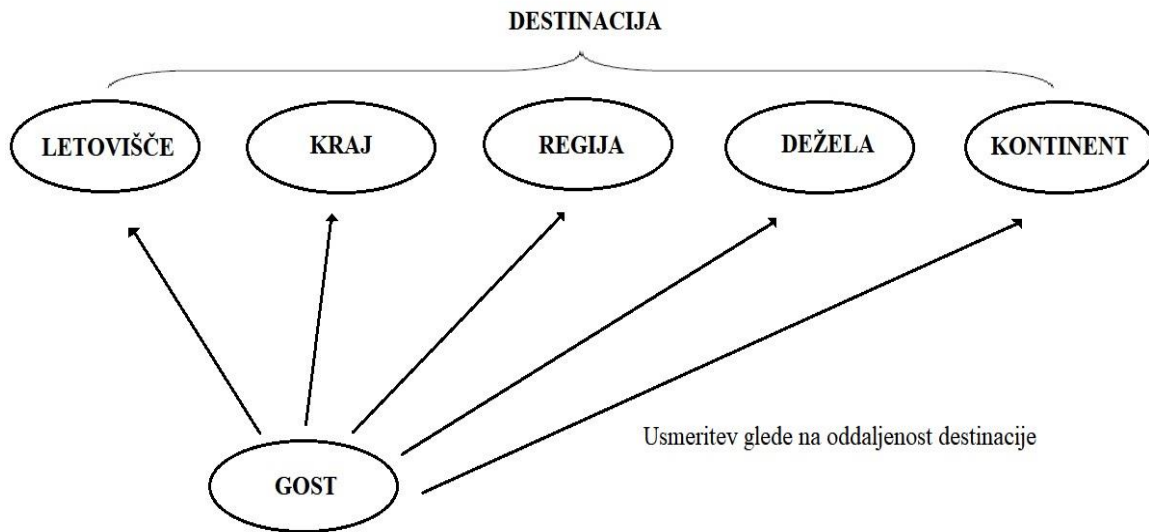 DESTINACIJA
LETOVIŠČE
KRAJ
REGIJA
DEŽELA
KONTINENT
Usmeritev glede na oddaljenost destinacije
GOST